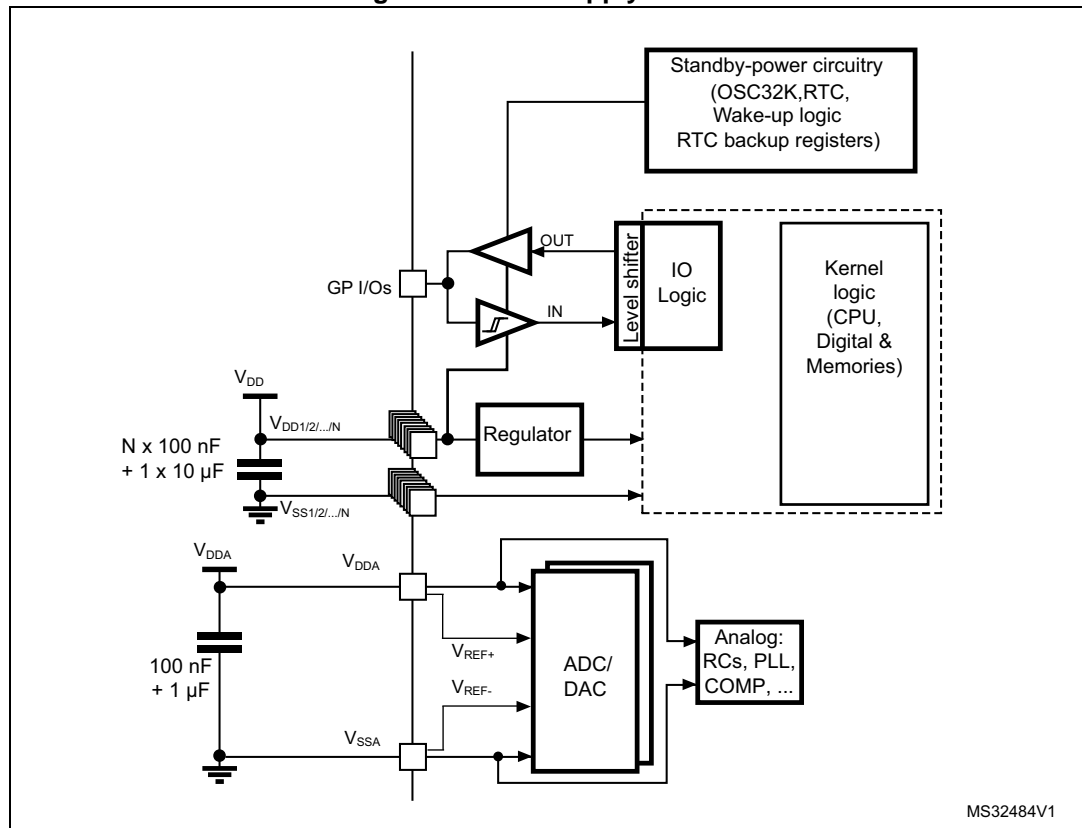 Standby-power circuitry
(OSC32K,RTC,
Wake-up logic
RTC backup registers)
OUT
Level shifter
IO
Logic
Kernel
logic
(CPU,
Digital &
Memories)
GP I/Os
IN
VDD
VDD1/2/.../N
Regulator
N x 100 nF
+ 1 x 10 µF
VSS1/2/.../N
VDDA
VDDA
VREF+
ADC/
DAC
Analog:
RCs, PLL,
COMP, ...
100 nF
+ 1 µF
VREF-
VSSA
MS32484V1